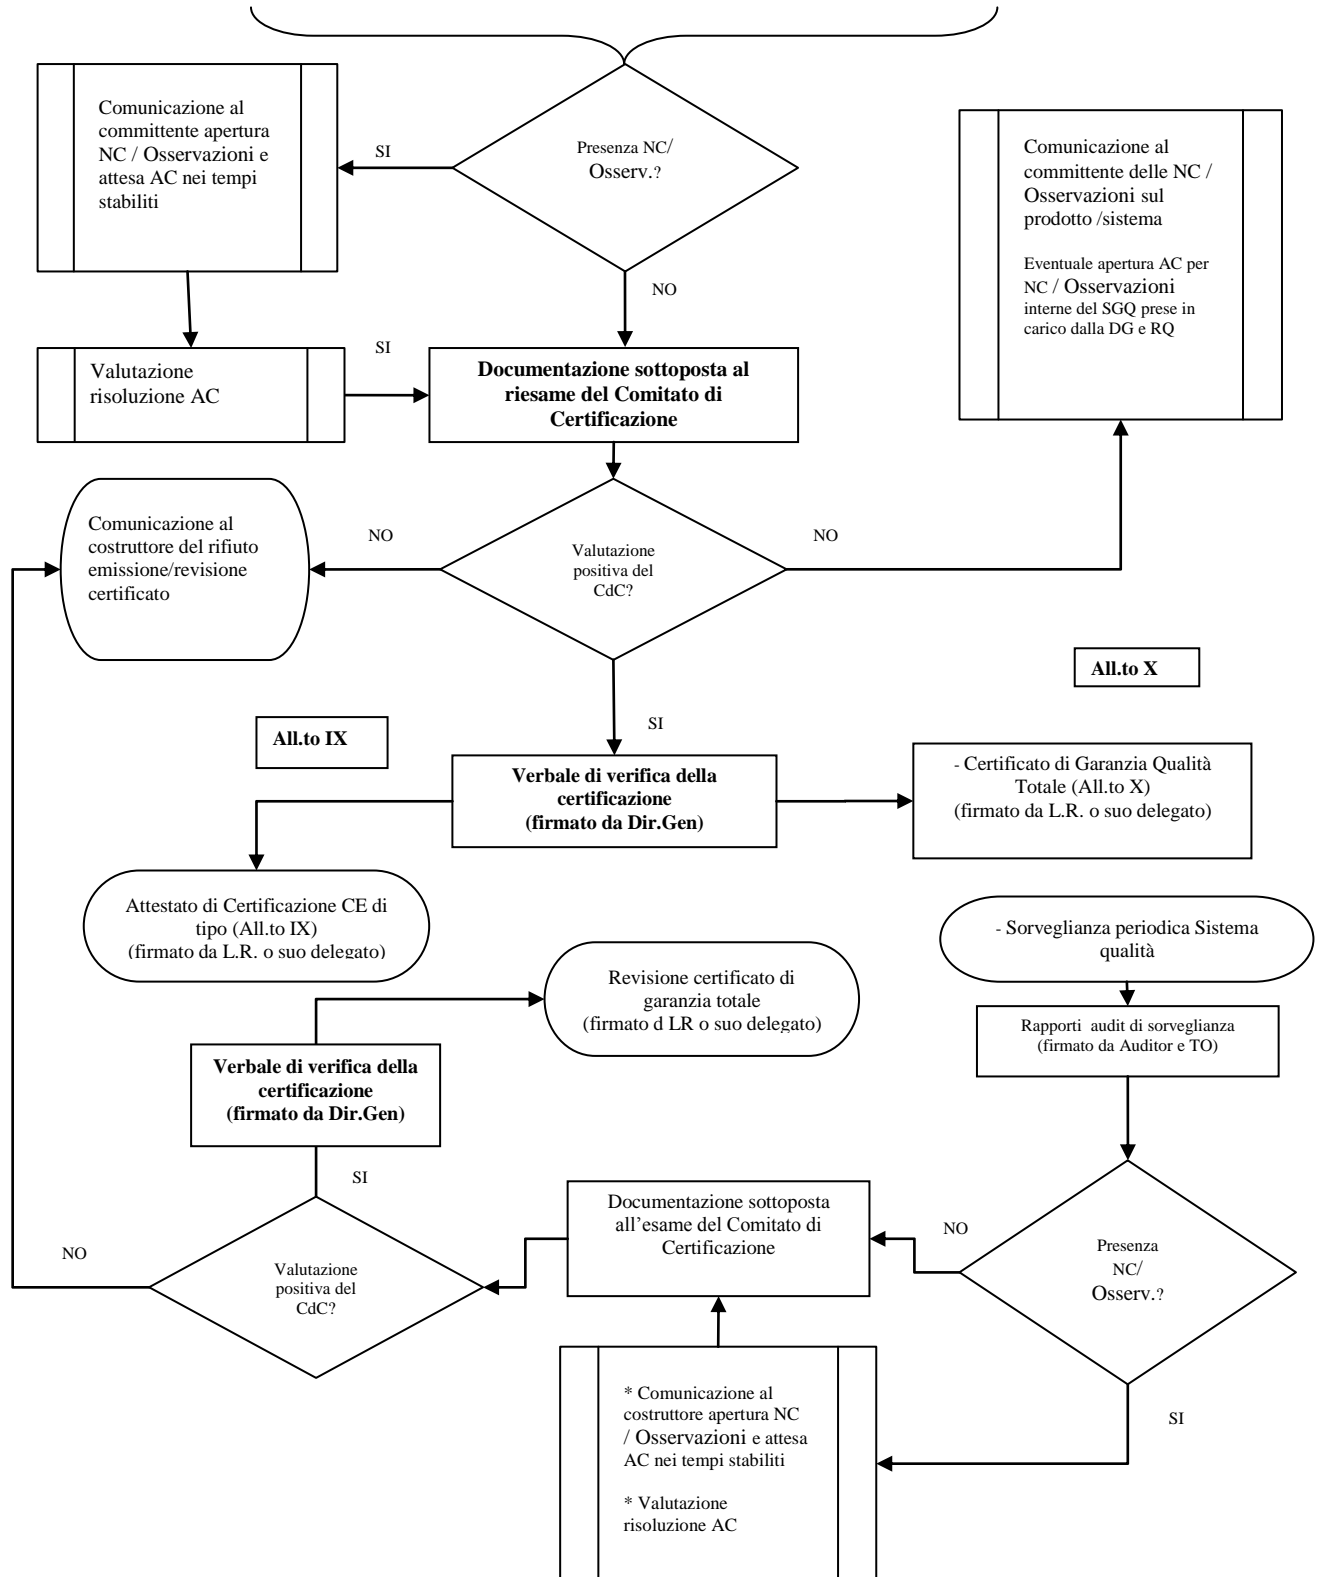 Comunicazione al
committente apertura
NC / Osservazioni e
attesa AC nei tempi
stabiliti
SI
Presenza NC/
Osserv.?
Comunicazione al
committente delle NC /
Osservazioni sul
prodotto /sistema
Eventuale apertura AC per
NC / Osservazioni
interne del SGQ prese in
carico dalla DG e RQ
NO
Valutazione
risoluzione AC
SI
Documentazione sottoposta al
riesame del Comitato di
Certificazione
Comunicazione al
costruttore del rifiuto
emissione/revisione
certificato
NO
Valutazione
positiva del
CdC?
NO
All.to X
SI
All.to IX
Verbale di verifica della
certificazione
(firmato da Dir.Gen)
- Certificato di Garanzia Qualità
Totale (All.to X)
(firmato da L.R. o suo delegato)
Attestato di Certificazione CE di
tipo (All.to IX)
(firmato da L.R. o suo delegato)
- Sorveglianza periodica Sistema
qualità
Revisione certificato di
garanzia totale
(firmato d LR o suo delegato)
Rapporti audit di sorveglianza
(firmato da Auditor e TO)
Verbale di verifica della
certificazione
(firmato da Dir.Gen)
SI
Documentazione sottoposta
all'esame del Comitato di
Certificazione
NO
Presenza
NC/
Osserv.?
NO
Valutazione
positiva del
CdC?
* Comunicazione al
costruttore apertura NC
/ Osservazioni e attesa
AC nei tempi stabiliti
* Valutazione
risoluzione AC
SI